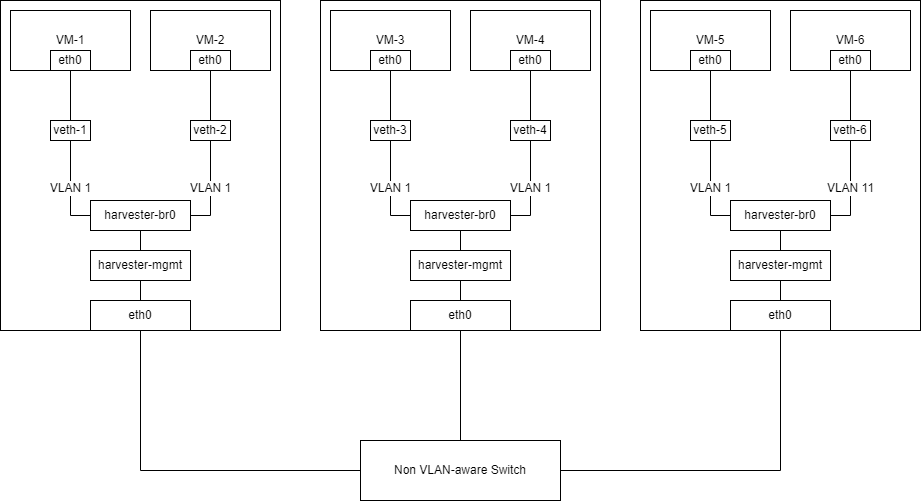 VM-1
VM-2
VM-3
VM-4
VM-5
VM-6
eth0
eth0
eth0
eth0
eth0
eth0
veth-1
veth-2
veth-3
veth-4
veth-5
veth-6
VLAN 1
VLAN 1
VLAN 1
VLAN 1
VLAN 1
VLAN 11
harvester-br0
harvester-br0
harvester-br0
harvester-mgmt
harvester-mgmt
harvester-mgmt
eth0
eth0
eth0
Non VLAN-aware Switch